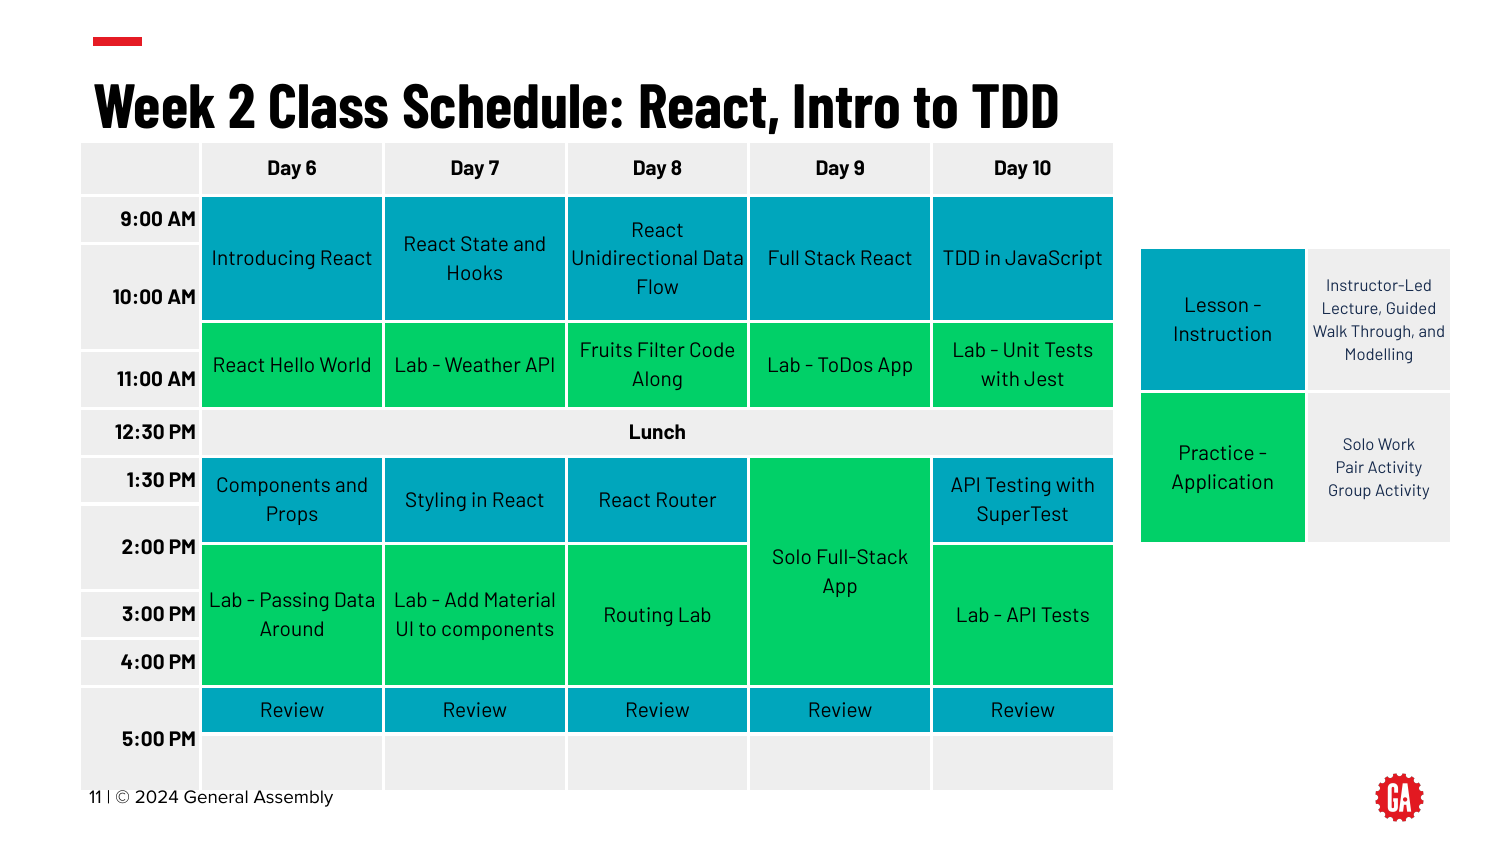 Week 2 Class Schedule: React, Intro to TDD
Day 6
Day 7
Day 8
Day 9
Day 10
9:00 AM
10:00 AM
Introducing React
React State and
Hooks
React
Unidirectional Data
Flow
Full Stack React
TDD in JavaScript
11:00 AM
React Hello World
Lab - Weather API
Fruits Filter Code
Along
Lab - ToDos App
Lab - Unit Tests
with Jest
12:30 PM
Lunch
1:30 PM
Components and
Props
Styling in React
React Router
Solo Full-Stack
App
API Testing with
SuperTest
2:00 PM
3:00 PM
4:00 PM
Lab - Passing Data
Around
Lab - Add Material
UI to components
Routing Lab
Lab - API Tests
5:00 PM
Review
Review
Review
Review
Review
Lesson -
Instruction
Instructor-Led
Lecture, Guided
Walk Through, and
Modelling
Practice -
Application
Solo Work
Pair Activity
Group Activity
11 | © 2024 General Assembly
GA